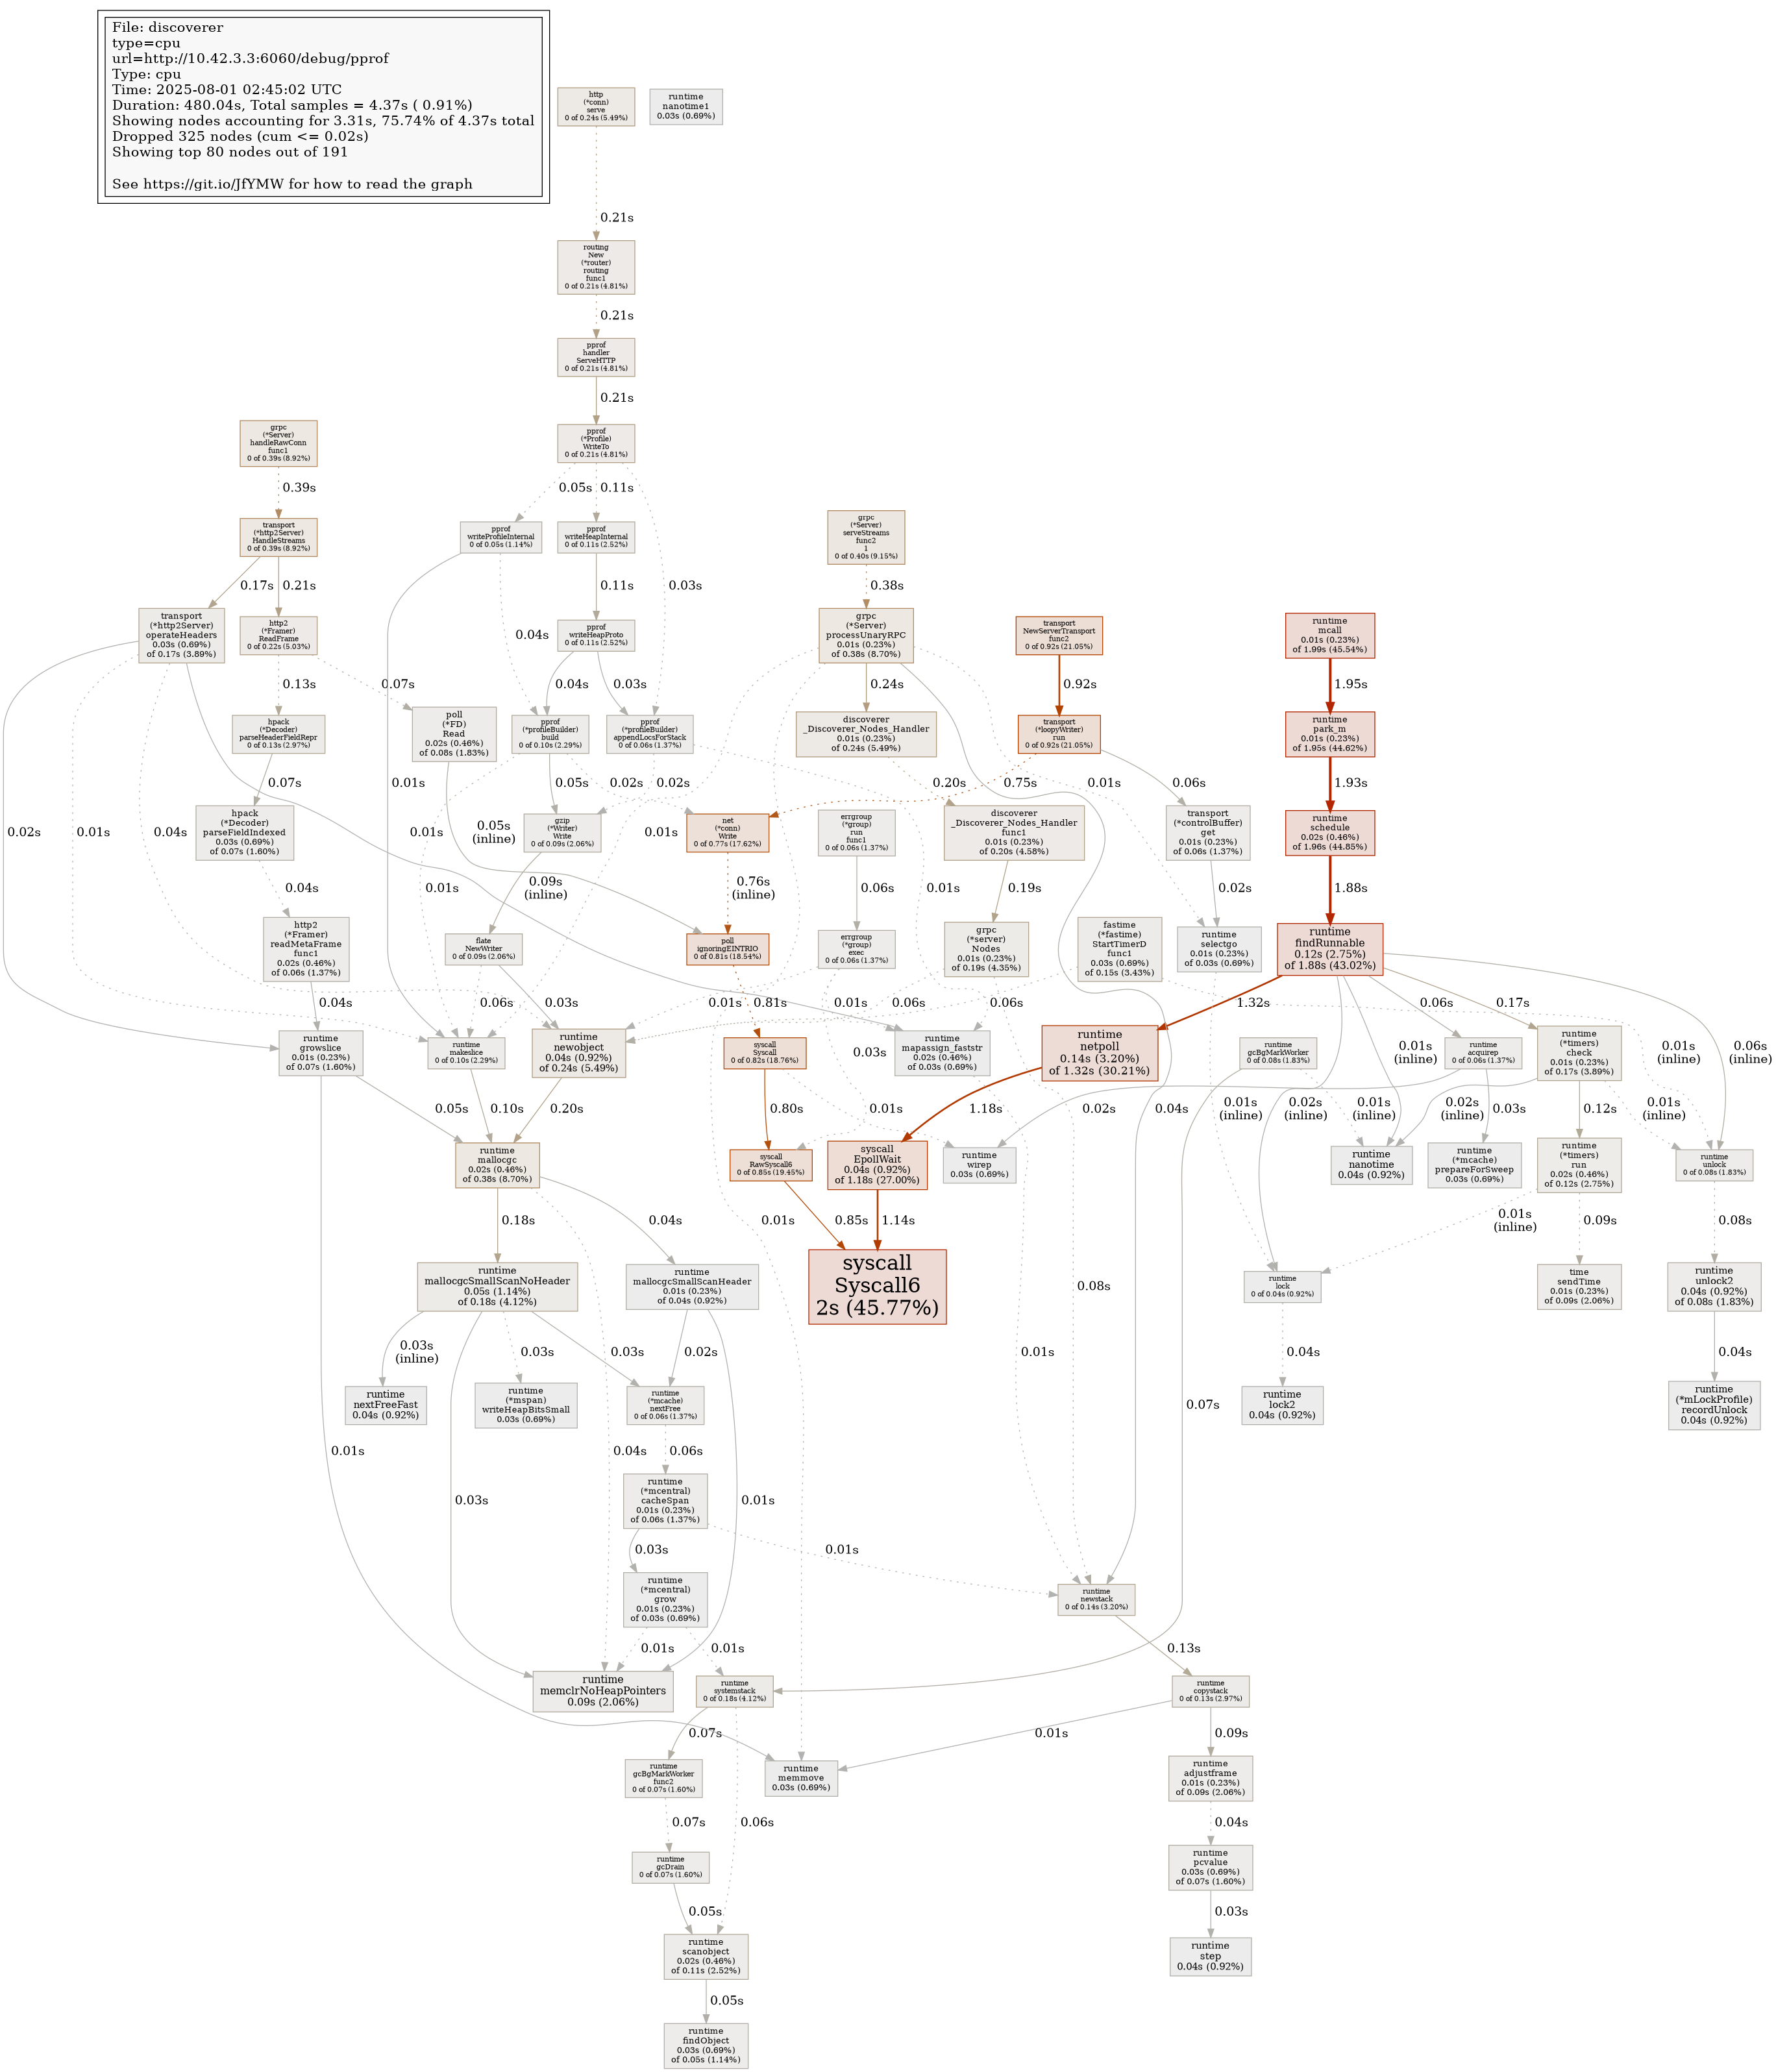 File: discoverer
type=cpu
url=http://10.42.3.3:6060/debug/pprof
Type: cpu
Time: 2025-08-01 02:45:02 UTC
Duration: 480.04s, Total samples = 4.37s ( 0.91%)
Showing nodes accounting for 3.31s, 75.74% of 4.37s total
Dropped 325 nodes (cum <= 0.02s)
Showing top 80 nodes out of 191
See https://git.io/JfYMW for how to read the graph
http
(*conn)
serve
0 of 0.24s (5.49%)
runtime
nanotime1
0.03s (0.69%)
0.21s
routing
New
(*router)
routing
func1
0 of 0.21s (4.81%)
0.21s
pprof
handler
ServeHTTP
0 of 0.21s (4.81%)
0.21s
grpc
(*Server)
handleRawConn
func1
0 of 0.39s (8.92%)
pprof
(*Profile)
WriteTo
0 of 0.21s (4.81%)
0.39s
0.05s
0.11s
transport
(*http2Server)
HandleStreams
0 of 0.39s (8.92%)
pprof
writeProfileInternal
0 of 0.05s (1.14%)
pprof
writeHeapInternal
0 of 0.11s (2.52%)
grpc
(*Server)
serveStreams
func2
1
0 of 0.40s (9.15%)
0.17s
0.21s
0.11s
0.03s
0.38s
transport
(*http2Server)
operateHeaders
0.03s (0.69%)
of 0.17s (3.89%)
http2
(*Framer)
ReadFrame
0 of 0.22s (5.03%)
0.04s
pprof
writeHeapProto
0 of 0.11s (2.52%)
grpc
(*Server)
processUnaryRPC
0.01s (0.23%)
of 0.38s (8.70%)
transport
NewServerTransport
func2
0 of 0.92s (21.05%)
runtime
mcall
0.01s (0.23%)
of 1.99s (45.54%)
0.13s
0.07s
0.04s
0.03s
0.24s
0.92s
1.95s
hpack
(*Decoder)
parseHeaderFieldRepr
0 of 0.13s (2.97%)
poll
(*FD)
Read
0.02s (0.46%)
of 0.08s (1.83%)
pprof
(*profileBuilder)
build
0 of 0.10s (2.29%)
pprof
(*profileBuilder)
appendLocsForStack
0 of 0.06s (1.37%)
discoverer
_Discoverer_Nodes_Handler
0.01s (0.23%)
of 0.24s (5.49%)
transport
(*loopyWriter)
run
0 of 0.92s (21.05%)
runtime
park_m
0.01s (0.23%)
of 1.95s (44.62%)
0.07s
0.01s
0.05s
0.02s
0.02s
0.20s
0.75s
0.01s
0.06s
1.93s
0.02s
0.01s
0.04s
hpack
(*Decoder)
parseFieldIndexed
0.03s (0.69%)
of 0.07s (1.60%)
0.05s
(inline)
0.01s
gzip
(*Writer)
Write
0 of 0.09s (2.06%)
0.01s
net
(*conn)
Write
0 of 0.77s (17.62%)
errgroup
(*group)
run
func1
0 of 0.06s (1.37%)
discoverer
_Discoverer_Nodes_Handler
func1
0.01s (0.23%)
of 0.20s (4.58%)
transport
(*controlBuffer)
get
0.01s (0.23%)
of 0.06s (1.37%)
runtime
schedule
0.02s (0.46%)
of 1.96s (44.85%)
0.04s
0.01s
0.09s
(inline)
0.76s
(inline)
0.06s
0.01s
0.19s
0.02s
1.88s
http2
(*Framer)
readMetaFrame
func1
0.02s (0.46%)
of 0.06s (1.37%)
flate
NewWriter
0 of 0.09s (2.06%)
poll
ignoringEINTRIO
0 of 0.81s (18.54%)
errgroup
(*group)
exec
0 of 0.06s (1.37%)
grpc
(*server)
Nodes
0.01s (0.23%)
of 0.19s (4.35%)
fastime
(*fastime)
StartTimerD
func1
0.03s (0.69%)
of 0.15s (3.43%)
runtime
selectgo
0.01s (0.23%)
of 0.03s (0.69%)
runtime
findRunnable
0.12s (2.75%)
of 1.88s (43.02%)
0.04s
0.06s
0.03s
0.01s
0.81s
0.01s
0.06s
0.06s
1.32s
0.06s
0.17s
runtime
growslice
0.01s (0.23%)
of 0.07s (1.60%)
runtime
makeslice
0 of 0.10s (2.29%)
runtime
newobject
0.04s (0.92%)
of 0.24s (5.49%)
syscall
Syscall
0 of 0.82s (18.76%)
0.03s
runtime
mapassign_faststr
0.02s (0.46%)
of 0.03s (0.69%)
runtime
netpoll
0.14s (3.20%)
of 1.32s (30.21%)
runtime
gcBgMarkWorker
0 of 0.08s (1.83%)
0.01s
(inline)
runtime
acquirep
0 of 0.06s (1.37%)
runtime
(*timers)
check
0.01s (0.23%)
of 0.17s (3.89%)
0.01s
(inline)
0.06s
(inline)
0.05s
0.10s
0.20s
0.80s
0.01s
1.18s
0.02s
0.04s
0.01s
(inline)
0.02s
(inline)
0.01s
(inline)
0.02s
(inline)
0.03s
0.12s
0.01s
(inline)
runtime
mallocgc
0.02s (0.46%)
of 0.38s (8.70%)
syscall
RawSyscall6
0 of 0.85s (19.45%)
syscall
EpollWait
0.04s (0.92%)
of 1.18s (27.00%)
runtime
wirep
0.03s (0.69%)
runtime
nanotime
0.04s (0.92%)
runtime
(*mcache)
prepareForSweep
0.03s (0.69%)
runtime
(*timers)
run
0.02s (0.46%)
of 0.12s (2.75%)
runtime
unlock
0 of 0.08s (1.83%)
0.18s
0.04s
0.01s
0.85s
1.14s
0.01s
(inline)
0.09s
0.08s
runtime
mallocgcSmallScanNoHeader
0.05s (1.14%)
of 0.18s (4.12%)
runtime
mallocgcSmallScanHeader
0.01s (0.23%)
of 0.04s (0.92%)
syscall
Syscall6
2s (45.77%)
0.08s
runtime
lock
0 of 0.04s (0.92%)
time
sendTime
0.01s (0.23%)
of 0.09s (2.06%)
runtime
unlock2
0.04s (0.92%)
of 0.08s (1.83%)
0.03s
(inline)
0.03s
0.03s
0.02s
0.01s
0.04s
0.04s
runtime
nextFreeFast
0.04s (0.92%)
runtime
(*mspan)
writeHeapBitsSmall
0.03s (0.69%)
runtime
(*mcache)
nextFree
0 of 0.06s (1.37%)
0.07s
runtime
lock2
0.04s (0.92%)
runtime
(*mLockProfile)
recordUnlock
0.04s (0.92%)
0.01s
0.04s
0.06s
0.03s
runtime
(*mcentral)
cacheSpan
0.01s (0.23%)
of 0.06s (1.37%)
0.01s
0.03s
0.01s
runtime
(*mcentral)
grow
0.01s (0.23%)
of 0.03s (0.69%)
runtime
newstack
0 of 0.14s (3.20%)
0.01s
0.01s
0.13s
runtime
memclrNoHeapPointers
0.09s (2.06%)
runtime
systemstack
0 of 0.18s (4.12%)
runtime
copystack
0 of 0.13s (2.97%)
0.07s
0.01s
0.09s
runtime
gcBgMarkWorker
func2
0 of 0.07s (1.60%)
runtime
memmove
0.03s (0.69%)
runtime
adjustframe
0.01s (0.23%)
of 0.09s (2.06%)
0.07s
0.06s
0.04s
runtime
gcDrain
0 of 0.07s (1.60%)
runtime
pcvalue
0.03s (0.69%)
of 0.07s (1.60%)
0.05s
0.03s
runtime
scanobject
0.02s (0.46%)
of 0.11s (2.52%)
runtime
step
0.04s (0.92%)
0.05s
runtime
findObject
0.03s (0.69%)
of 0.05s (1.14%)